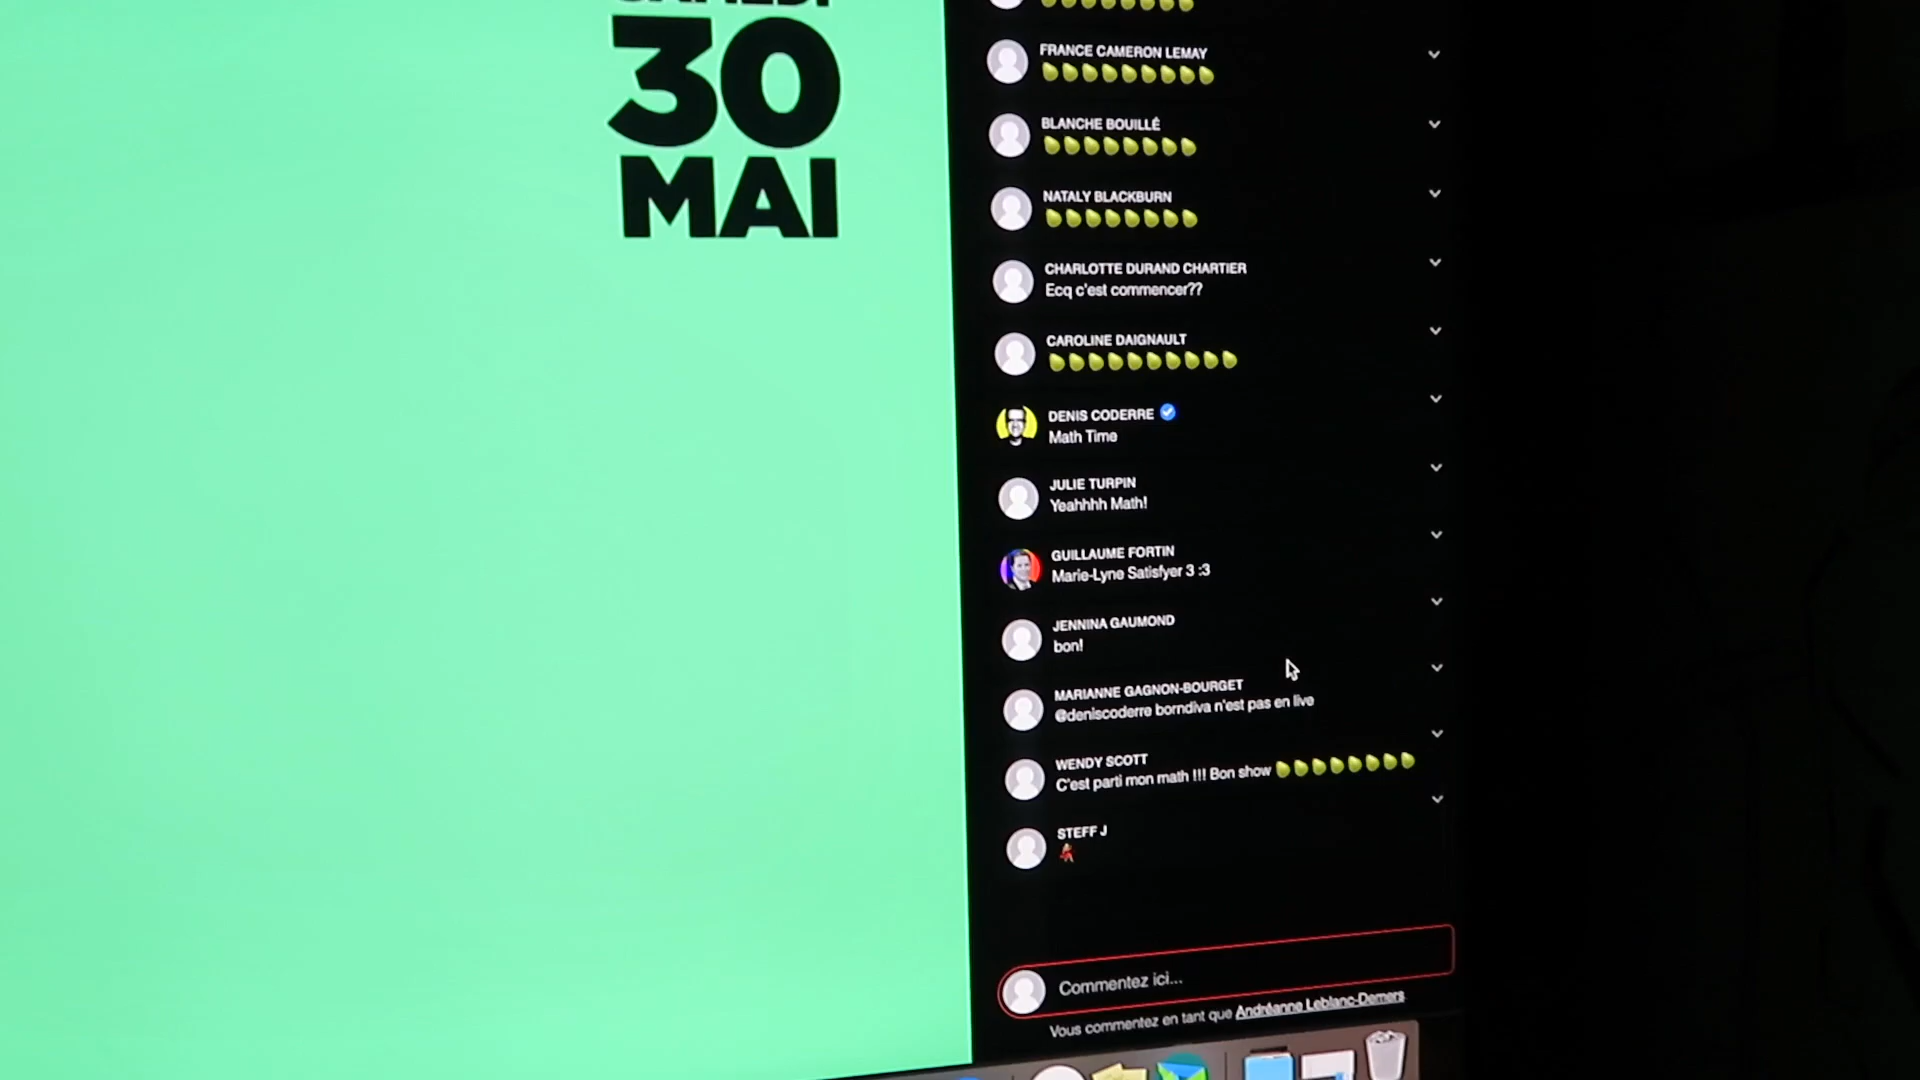 SAMEDI
30
MAI
FRANCE CAMERON LEMAY
BLANCHE BOUILLÉ
NATALY BLACKBURN
CHARLOTTE DURAND CHARTIER
Ecq c'est commencer??
CAROLINE DAIGNAULT
DENIS CODERRE
Math Time
JULIE TURPIN
Yeahhhh Math!
GUILLAUME FORTIN
Marie-Lyne Satisfyer 3 :3
JENNINA GAUMOND
bon!
MARIANNE GAGNON-BOURGET
@deniscoderre borndiva n'est pas en live
WENDY SCOTT
C'est parti mon math !!! Bon show
STEFF J
Commentez ici...
Vous commentez en tant que Andréanne Leblanc-Demers